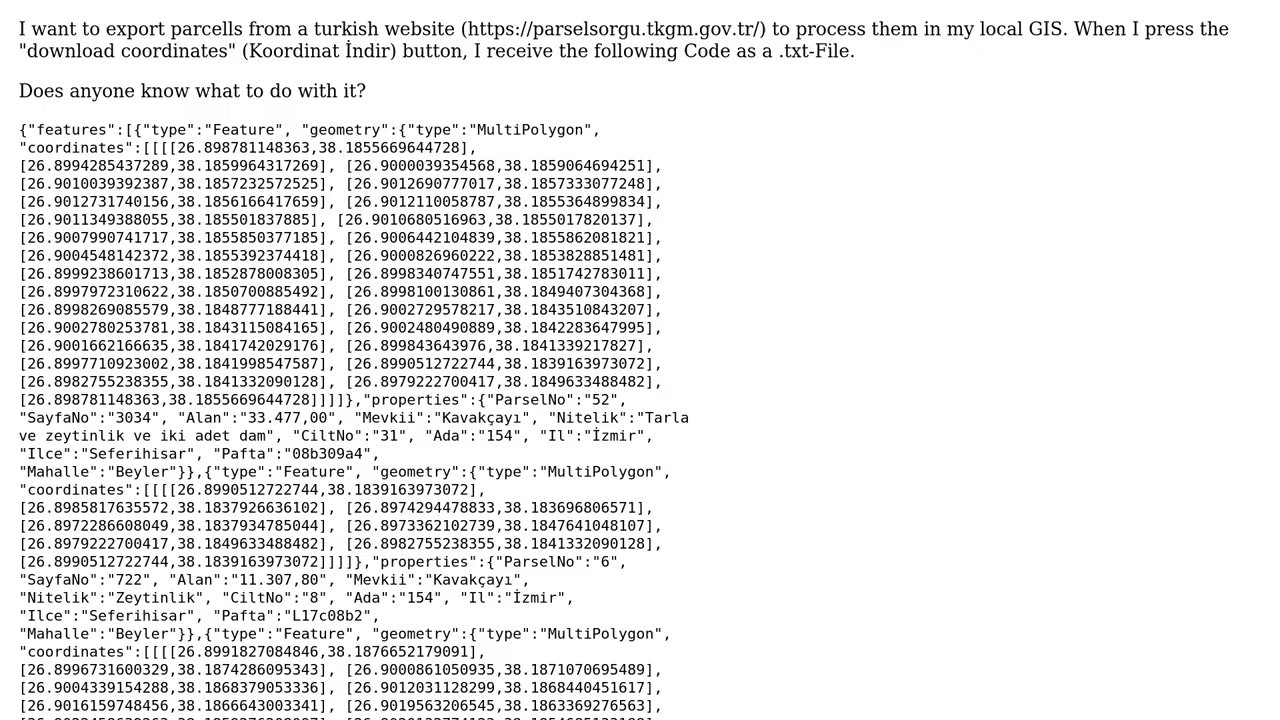 I want to export parcells from a turkish website (https://parselsorgu.tkgm.gov.tr/) to process them in my local GIS. When I press the
"download coordinates" (Koordinat İndir) button, I receive the following Code as a .txt-File.
Does anyone know what to do with it?
{"features":[{"type":"Feature", "geometry":{"type":"MultiPolygon",
"coordinates":[[[[26.898781148363,38.1855669644728],
[26.8994285437289,38.1859964317269], [26.9000039354568,38.1859064694251],
[26.9010039392387,38.1857232572525], [26.9012690777017,38.1857333077248],
[26.9012731740156,38.1856166417659], [26.9012110058787,38.1855364899834],
[26.9011349388055,38.185501837885], [26.9010680516963,38.1855017820137],
[26.9007990741717,38.1855850377185], [26.9006442104839,38.1855862081821],
[26.9004548142372,38.1855392374418], [26.9000826960222,38.1853828851481],
[26.8999238601713,38.1852878008305], [26.8998340747551,38.1851742783011],
[26.8997972310622,38.1850700885492], [26.8998100130861,38.1849407304368],
[26.8998269085579,38.1848777188441], [26.9002729578217,38.1843510843207],
[26.9002780253781,38.1843115084165], [26.9002480490889,38.1842283647995],
[26.9001662166635,38.1841742029176], [26.899843643976,38.1841339217827],
[26.8997710923002,38.1841998547587], [26.8990512722744,38.1839163973072],
[26.8982755238355,38.1841332090128], [26.8979222700417,38.1849633488482],
[26.898781148363,38.1855669644728]]]]},"properties":{"ParselNo":"52",
"SayfaNo":"3034", "Alan":"33.477,00", "Mevkii":"Kavakçayı", "Nitelik":"Tarla
ve zeytinlik ve iki adet dam", "CiltNo":"31", "Ada":"154", "Il":"İzmir",
"Ilce":"Seferihisar", "Pafta":"08b309a4",
"Mahalle":"Beyler"}},{"type":"Feature", "geometry":{"type":"MultiPolygon",
"coordinates":[[[[26.8990512722744,38.1839163973072],
[26.8985817635572,38.1837926636102], [26.8974294478833,38.183696806571],
[26.8972286608049,38.1837934785044], [26.8973362102739,38.1847641048107],
[26.8979222700417,38.1849633488482], [26.8982755238355,38.1841332090128],
[26.8990512722744,38.1839163973072]]]]},"properties":{"ParselNo":"6",
"SayfaNo":"722", "Alan":"11.307,80", "Mevkii":"Kavakçayı",
"Nitelik":"Zeytinlik", "CiltNo":"8", "Ada":"154", "Il":"İzmir",
"Ilce":"Seferihisar", "Pafta":"L17c08b2",
"Mahalle":"Beyler"}},{"type":"Feature", "geometry":{"type":"MultiPolygon",
"coordinates":[[[[26.8991827084846,38.1876652179091],
[26.8996731600329,38.1874286095343], [26.9000861050935,38.1871070695489],
[26.9004339154288,38.1868379053336], [26.9012031128299,38.1868440451617],
[26.9016159748456,38.1866643003341], [26.9019563206545,38.1863369276563],